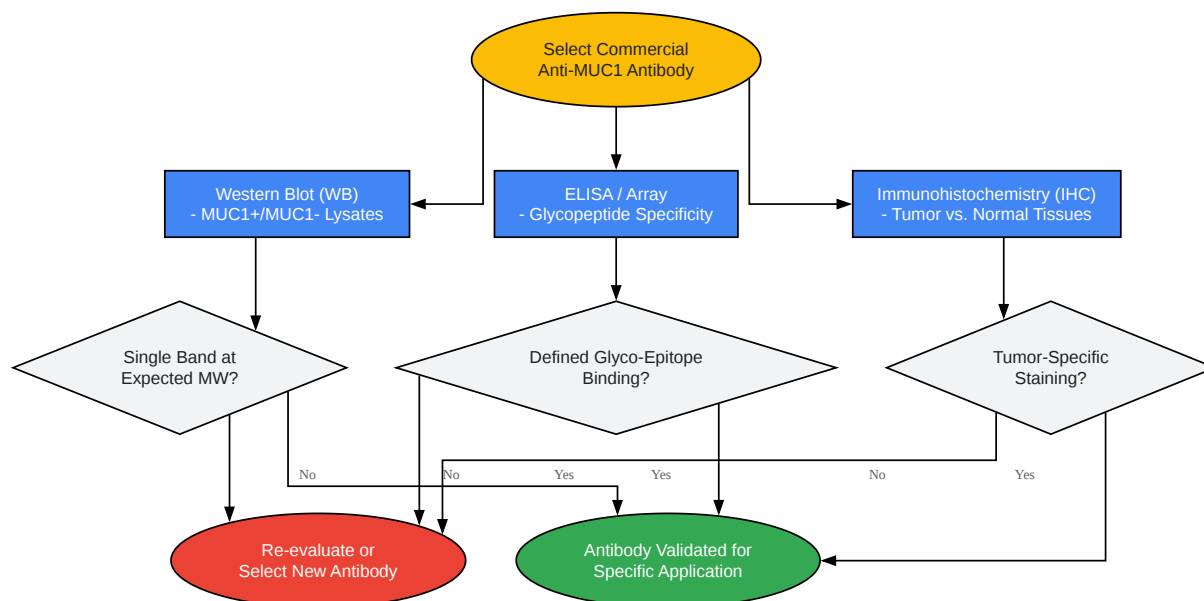 Select Commercial
Anti-MUC1 Antibody
Western Blot (WB)
- MUC1+/MUC1- Lysates
ELISA / Array
- Glycopeptide Specificity
Immunohistochemistry (IHC)
- Tumor vs. Normal Tissues
Single Band at
Expected MW?
Defined Glyco-Epitope
Binding?
Tumor-Specific
Staining?
No
No
Yes
Yes
No
Yes
Re-evaluate or
Select New Antibody
Antibody Validated for
Specific Application